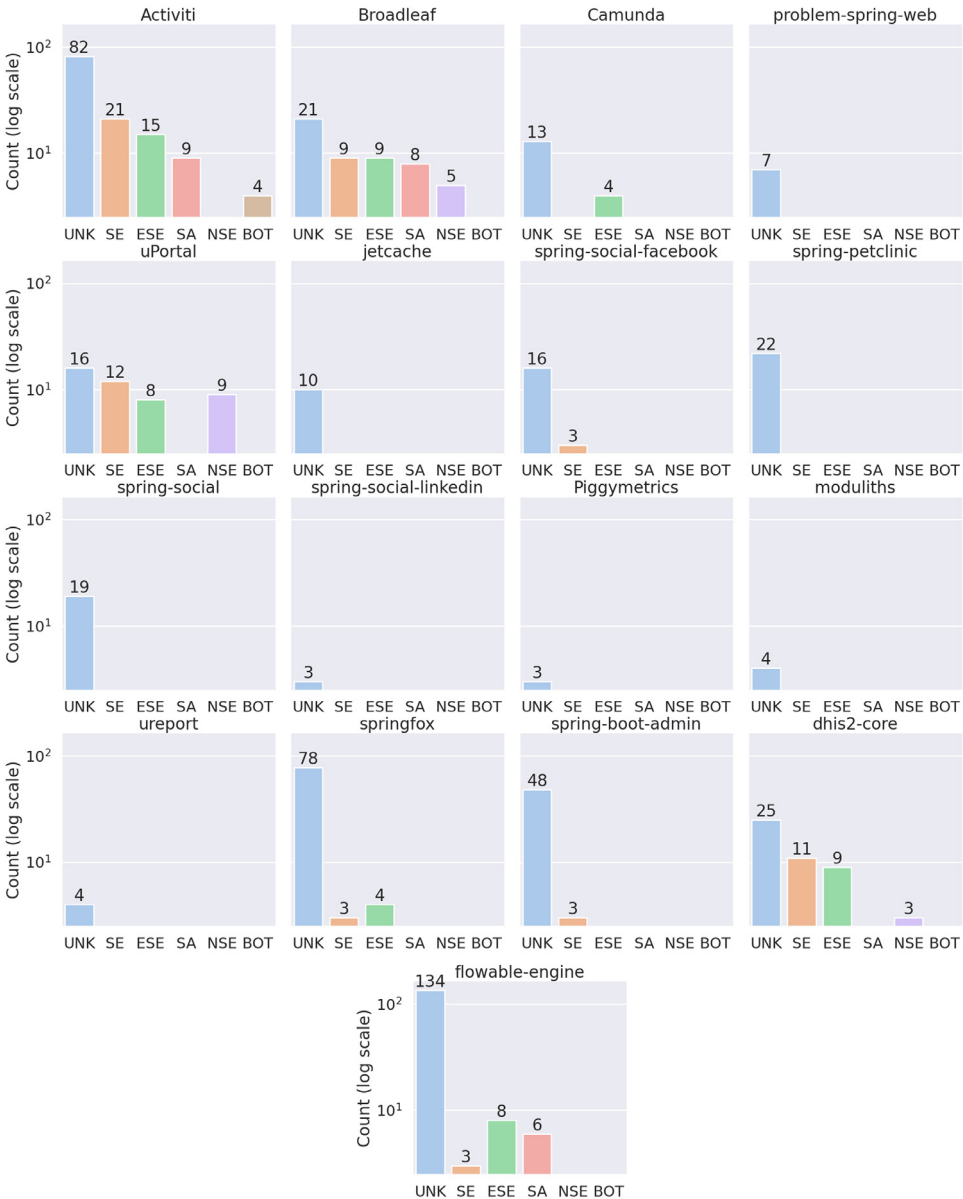 Activiti
Broadleaf
Camunda
problem-spring-web
Count (log scale)
10²
10¹
82
21
15
9
4
UNK SE ESE SA NSE BOT
21
9
9
8
5
UNK SE ESE SA NSE BOT
13
4
UNK SE ESE SA NSE BOT
7
UNK SE ESE SA NSE BOT
uPortal
jetcache
spring-social-facebook
spring-petclinic
Count (log scale)
10²
10¹
16
12
8
9
UNK SE ESE SA NSE BOT
10
UNK SE ESE SA NSE BOT
16
3
UNK SE ESE SA NSE BOT
22
UNK SE ESE SA NSE BOT
spring-social
spring-social-linkedin
Piggymetrics
moduliths
Count (log scale)
10²
10¹
19
UNK SE ESE SA NSE BOT
3
UNK SE ESE SA NSE BOT
3
UNK SE ESE SA NSE BOT
4
UNK SE ESE SA NSE BOT
ureport
springfox
spring-boot-admin
dhis2-core
Count (log scale)
10²
10¹
4
UNK SE ESE SA NSE BOT
78
3
4
UNK SE ESE SA NSE BOT
48
3
UNK SE ESE SA NSE BOT
25
11
9
3
UNK SE ESE SA NSE BOT
flowable-engine
Count (log scale)
10²
10¹
134
3
8
6
UNK SE ESE SA NSE BOT